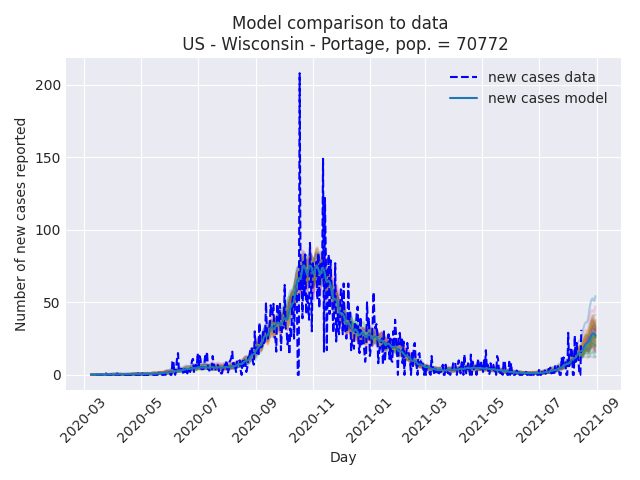 Model comparison to data
US - Wisconsin - Portage, pop. = 70772
new cases data
new cases model
Number of new cases reported
200
150
100
50
0
2020-03
2020-05
2020-07
2020-09
2020-11
2021-01
2021-03
2021-05
2021-07
2021-09
Day